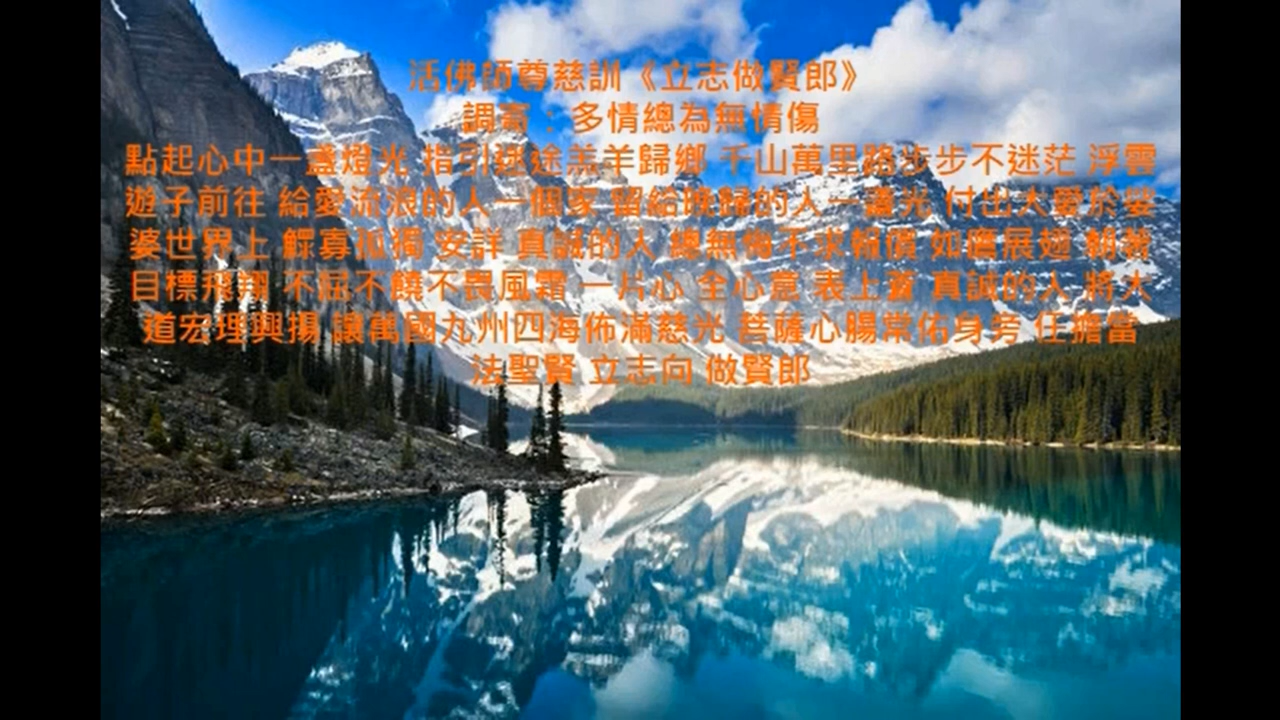 活佛師尊慈訓《立志做賢郎》
調寄：多情總為無情傷
點起心中一盞燈光 指引迷途羔羊歸鄉 千山萬里路步步不迷茫 浮雲
遊子前往 給愛流浪的人一個家 留給晚歸的人一盞光 付出大愛於娑
婆世界上 鰥寡孤獨 安詳 真誠的人 總無悔不求報償 如鷹展翅 朝著
目標飛翔 不屈不饒不畏風霜 一片心 全心意 表上蒼 真誠的人 將大
道宏理興揚 讓萬國九州四海佈滿慈光 菩薩心腸常佑身旁 任擔當
法聖賢 立志向 做賢郎